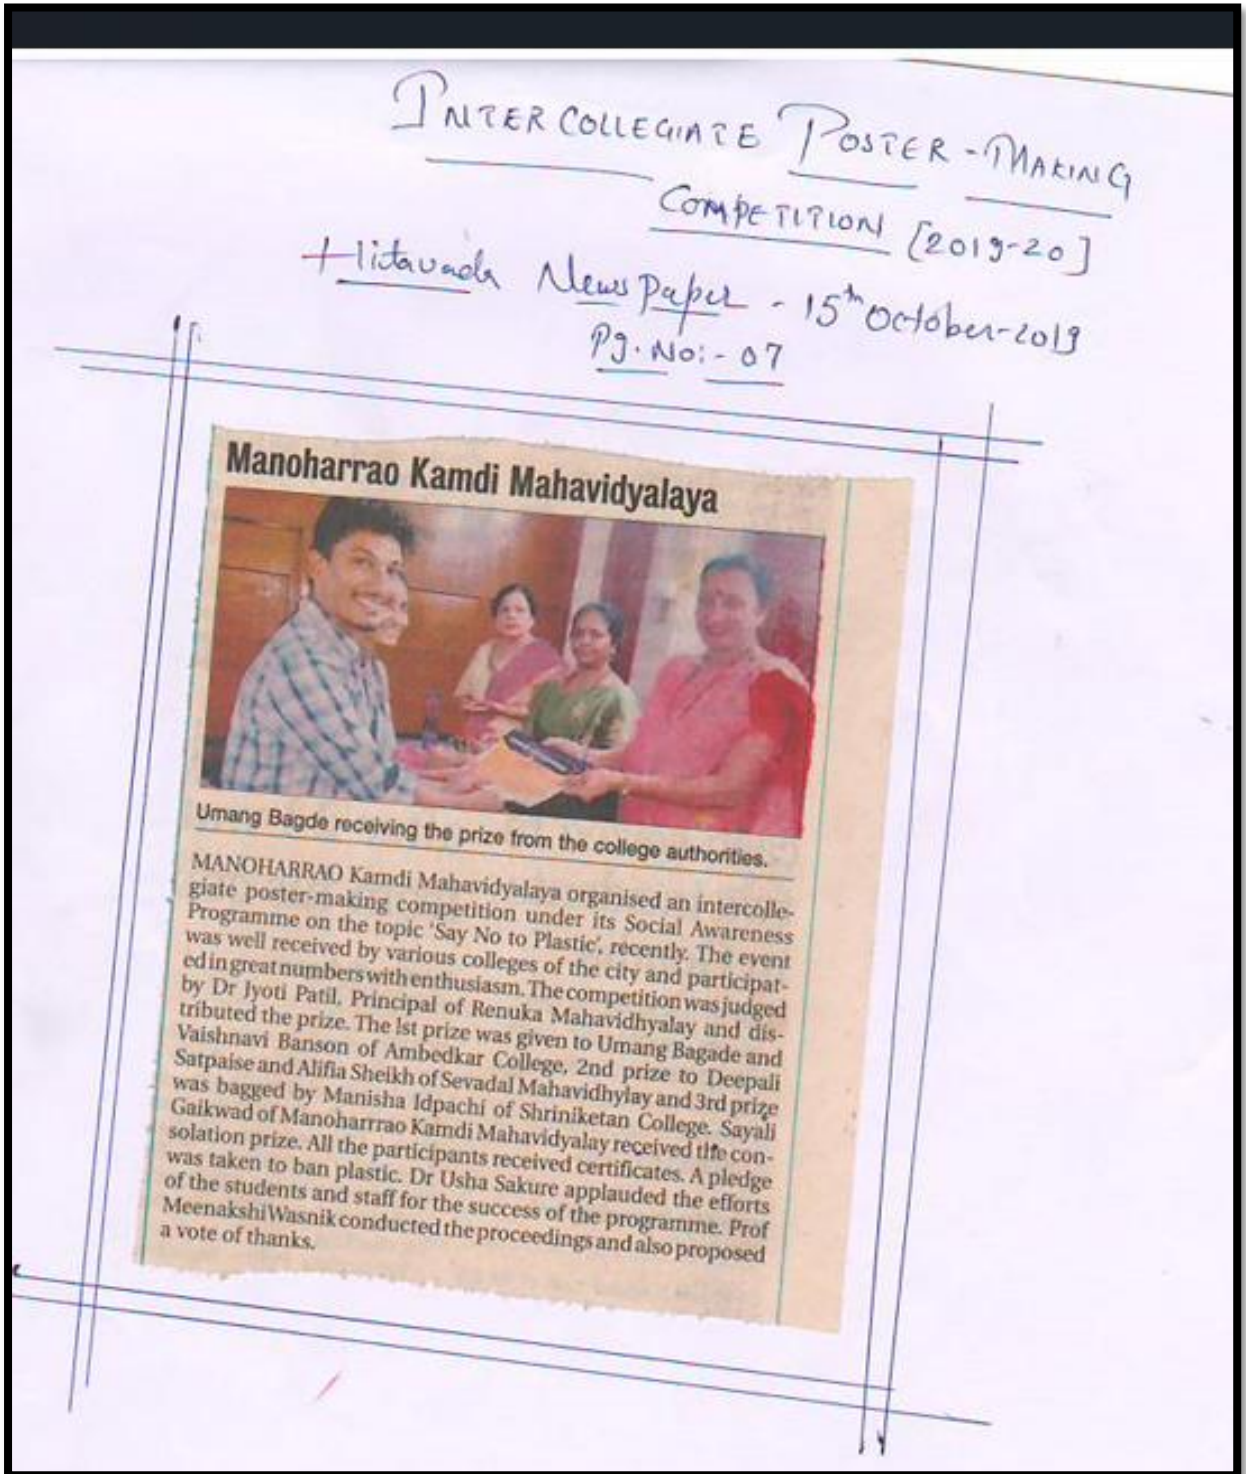 INTERCOLLEGIATE POSTER-MAKING
COMPETITION [2019-20]
Hitavada News Paper - 15th October-2019
Pg. No:- 07
Manoharrao Kamdi Mahavidyalaya
Umang Bagde receiving the prize from the college authorities.
MANOHARRAO Kamdi Mahavidyalaya organised an intercolle-
giate poster-making competition under its Social Awareness
Programme on the topic 'Say No to Plastic', recently. The event
was well received by various colleges of the city and participat-
ed in great numbers with enthusiasm. The competition was judged
by Dr Jyoti Patil, Principal of Renuka Mahavidhyalay and dis-
tributed the prize. The Ist prize was given to Umang Bagade and
Vaishnavi Banson of Ambedkar College, 2nd prize to Deepali
Satpaise and Alifia Sheikh of Sevadal Mahavidhylay and 3rd prize
was bagged by Manisha Idpachi of Shriniketan College. Sayali
Gaikwad of Manoharrrao Kamdi Mahavidyalay received the con-
solation prize. All the participants received certificates. A pledge
was taken to ban plastic. Dr Usha Sakure applauded the efforts
of the students and staff for the success of the programme. Prof
Meenakshi Wasnik conducted the proceedings and also proposed
a vote of thanks.